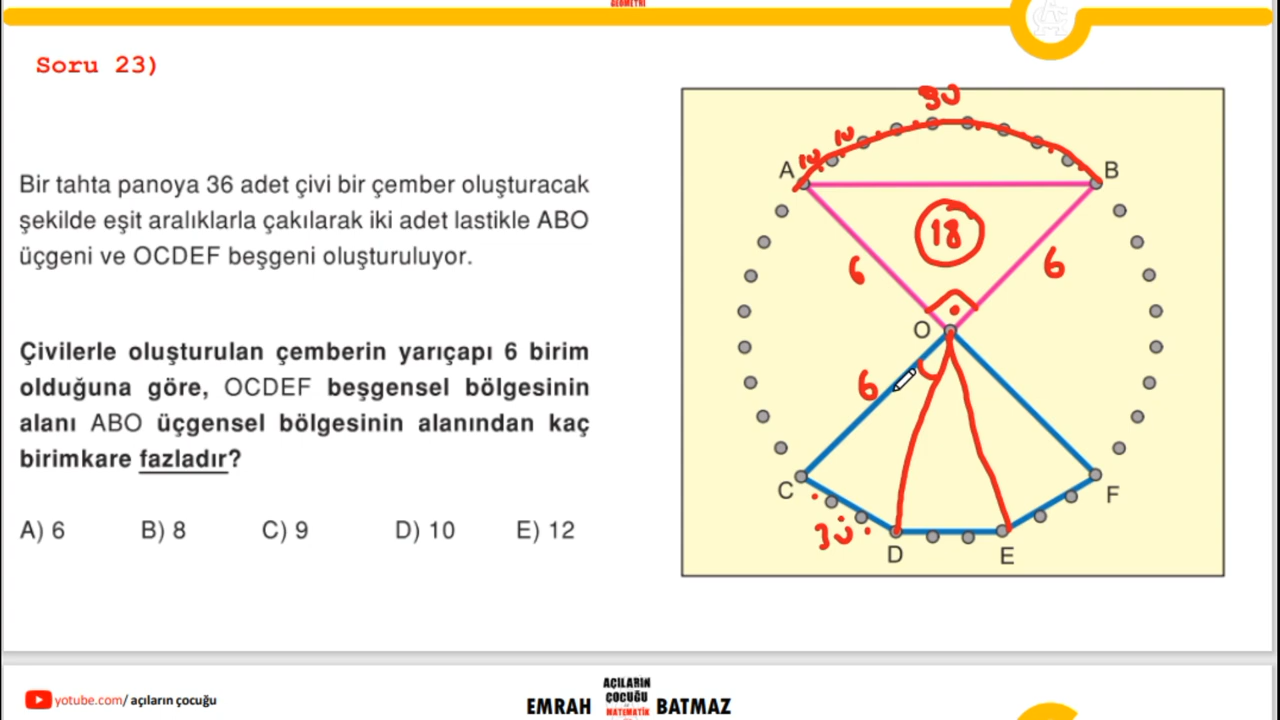 GEOMETRİ
Soru 23)
Bir tahta panoya 36 adet çivi bir çember oluşturacak
şekilde eşit aralıklarla çakılarak iki adet lastikle ABO
üçgeni ve OCDEF beşgeni oluşturuluyor.
Çivilerle oluşturulan çemberin yarıçapı 6 birim
olduğuna göre, OCDEF beşgensel bölgesinin
alanı ABO üçgensel bölgesinin alanından kaç
birimkare fazladır?
A) 6 B) 8 C) 9 D) 10 E) 12
90
10
10
A
B
18
6
6
O
6
C
F
30
D
E
yotube.com/ açıların çocuğu
EMRAH
AÇILARIN
ÇOCUĞU
MATEMATİK
BATMAZ